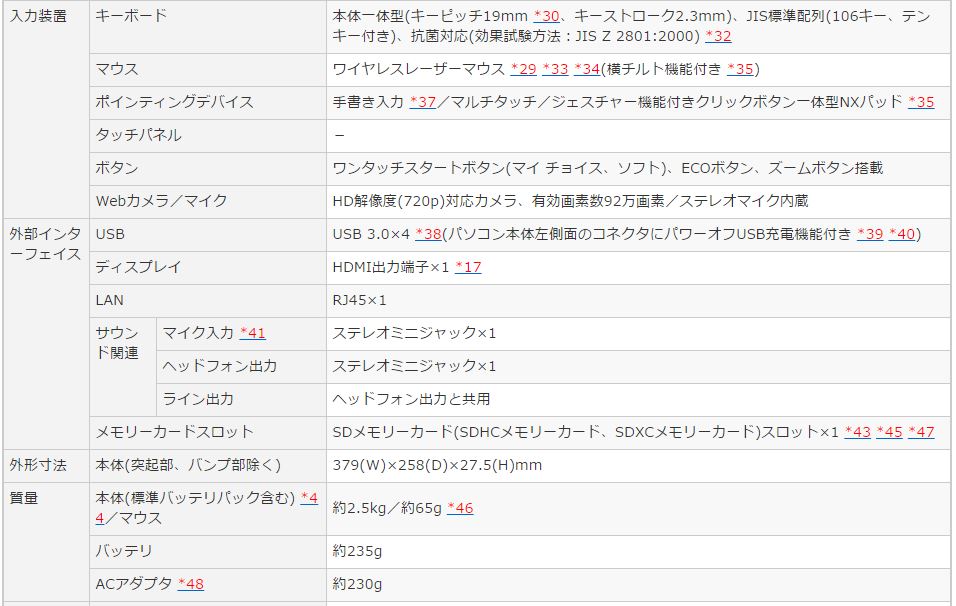 入力装置
キーボード
本体一体型(キーピッチ19mm *30、キーストローク2.3mm)、JIS標準配列(106キー、テン
キー付き)、抗菌対応(効果試験方法：JIS Z 2801:2000) *32
マウス
ワイヤレスレーザーマウス *29 *33 *34(横チルト機能付き *35)
ポインティングデバイス
手書き入力 *37／マルチタッチ／ジェスチャー機能付きクリックボタン一体型NXパッド *35
タッチパネル
－
ボタン
ワンタッチスタートボタン(マイ チョイス、ソフト)、ECOボタン、ズームボタン搭載
Webカメラ／マイク
HD解像度(720p)対応カメラ、有効画素数92万画素／ステレオマイク内蔵
外部インタ
ーフェイス
USB
USB 3.0×4 *38(パソコン本体左側面のコネクタにパワーオフUSB充電機能付き *39 *40)
ディスプレイ
HDMI出力端子×1 *17
LAN
RJ45×1
サウン
ド関連
マイク入力 *41
ステレオミニジャック×1
ヘッドフォン出力
ステレオミニジャック×1
ライン出力
ヘッドフォン出力と共用
メモリーカードスロット
SDメモリーカード(SDHCメモリーカード、SDXCメモリーカード)スロット×1 *43 *45 *47
外形寸法
本体(突起部、バンプ部除く)
379(W)×258(D)×27.5(H)mm
質量
本体(標準バッテリパック含む) *4
4／マウス
約2.5kg／約65g *46
バッテリ
約235g
ACアダプタ *48
約230g